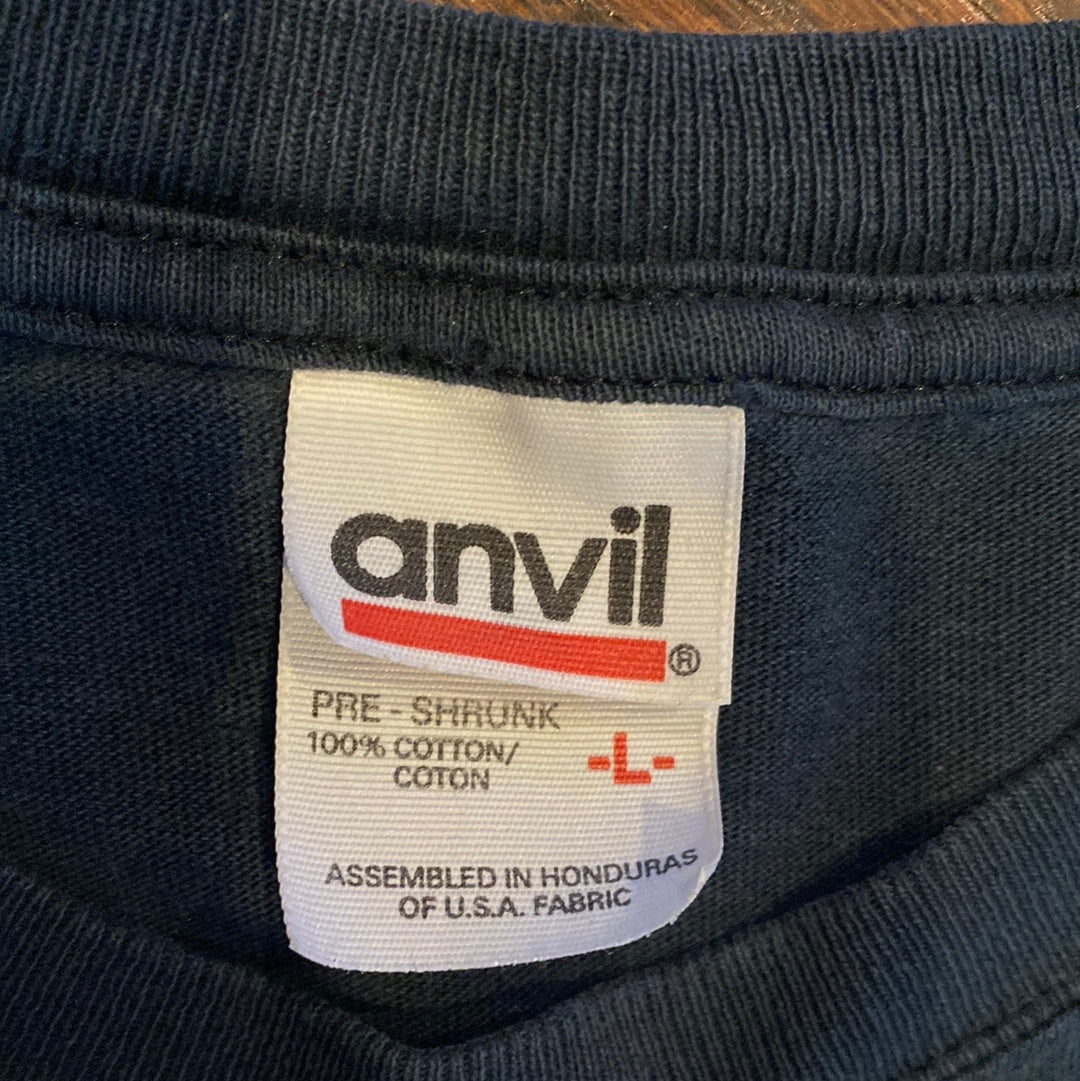 anvil
®
PRE - SHRUNK
100% COTTON/
COTON
-L-
ASSEMBLED IN HONDURAS
OF U.S.A. FABRIC